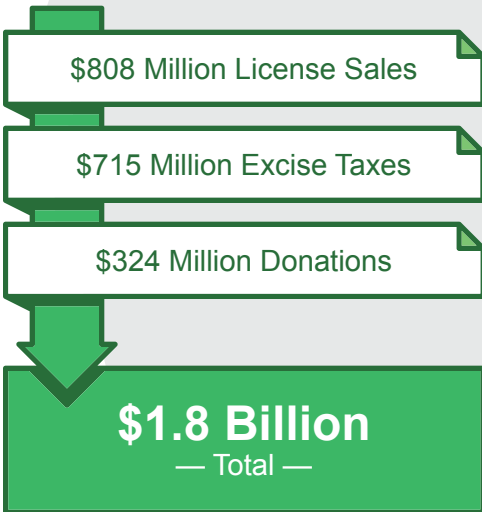 $808 Million License Sales
$715 Million Excise Taxes
$324 Million Donations
$1.8 Billion
— Total —